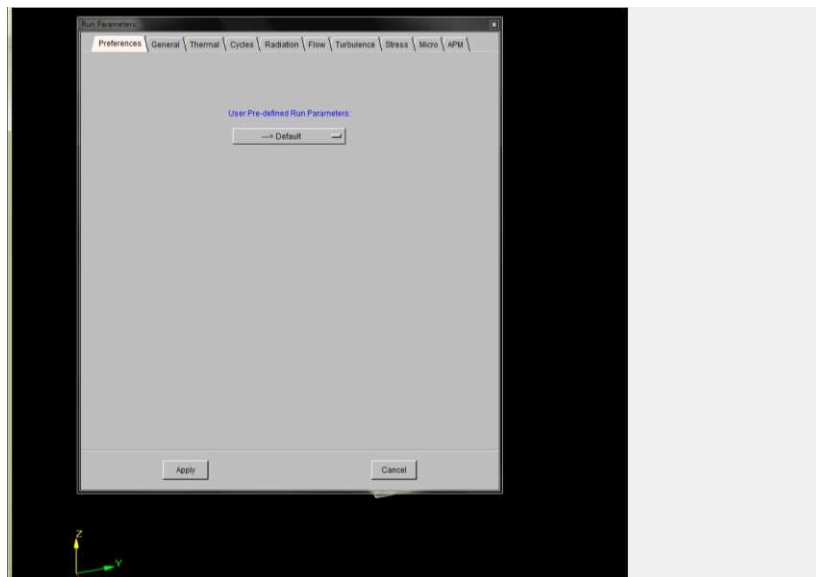 Run Parameters:
Preferences General Thermal Cycles Radiation Flow Turbulence Stress Micro APM
User Pre-defined Run Parameters:
---> Default
Apply Cancel
Z
Y